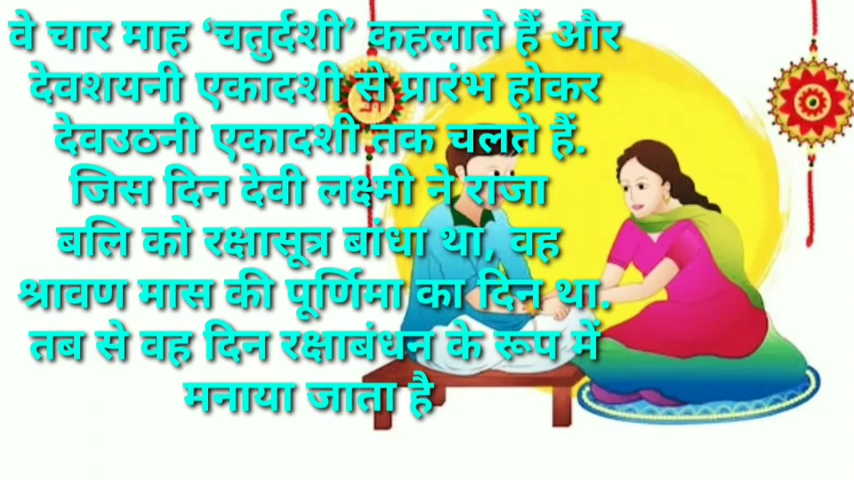 वे चार माह ‘चतुर्दशी’ कहलाते हैं और
देवशयनी एकादशी से प्रारंभ होकर
देवउठनी एकादशी तक चलते हैं.
जिस दिन देवी लक्ष्मी ने राजा
बलि को रक्षासूत्र बांधा था, वह
श्रावण मास की पूर्णिमा का दिन था.
तब से वह दिन रक्षाबंधन के रूप में
मनाया जाता है